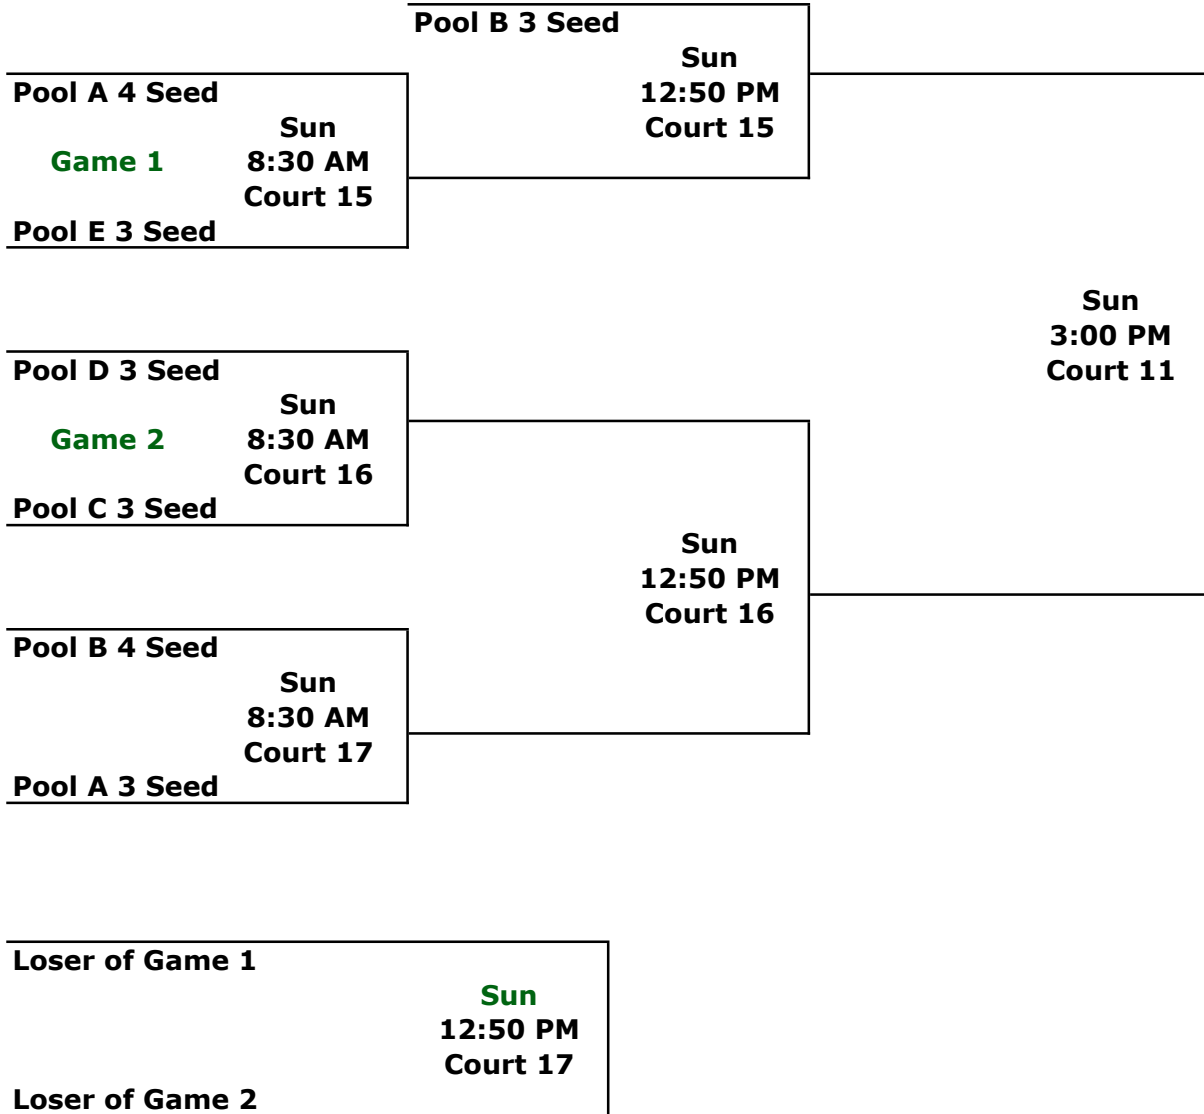 Pool B 3 Seed
Sun
12:50 PM
Court 15
Pool A 4 Seed
Sun
Game 1 8:30 AM
Court 15
Pool E 3 Seed
Sun
3:00 PM
Court 11
Pool D 3 Seed
Sun
Game 2 8:30 AM
Court 16
Pool C 3 Seed
Sun
12:50 PM
Court 16
Pool B 4 Seed
Sun
8:30 AM
Court 17
Pool A 3 Seed
Loser of Game 1
Sun
12:50 PM
Court 17
Loser of Game 2